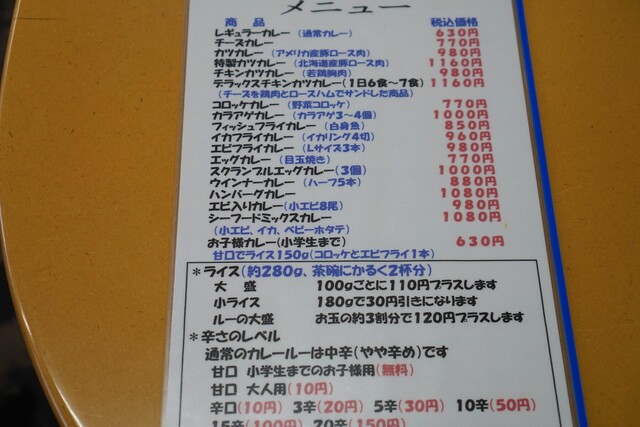 メニュー
商品 税込価格
レギュラーカレー（通常カレー） 630円
チーズカレー 770円
カツカレー（アメリカ産豚ロース肉） 980円
特製カツカレー（北海道産豚ロース肉） 1160円
チキンカツカレー（若鶏胸肉） 980円
デラックスチキンカツカレー（1日6食～7食） 1160円
（チーズを鶏肉とロースハムでサンドした商品）
コロッケカレー（野菜コロッケ） 770円
カラアゲカレー（カラアゲ3～4個） 1000円
フィッシュフライカレー（白身魚） 850円
イカフライカレー（イカリング4切） 960円
エビフライカレー（Lサイズ3本） 980円
エッグカレー（目玉焼き） 770円
スクランブルエッグカレー（3個） 1000円
ウインナーカレー（ハーフ5本） 880円
ハンバーグカレー 1080円
エビ入りカレー（小エビ8尾） 980円
シーフードミックスカレー 1080円
（小エビ、イカ、ベビーホタテ）
お子様カレー（小学生まで） 630円
甘口でライス150g（コロッケとエビフライ1本）
＊ライス（約280g、茶碗にかるく2杯分）
大盛 100gごとに110円プラスします
小ライス 180gで30円引きになります
ルーの大盛 お玉の約3割分で120円プラスします
＊辛さのレベル
通常のカレールーは中辛（やや辛め）です
甘口 小学生までのお子様用（無料）
甘口 大人用（10円）
辛口（10円） 3辛（20円） 5辛（30円） 10辛（50円）
15辛（100円） 20辛（150円）